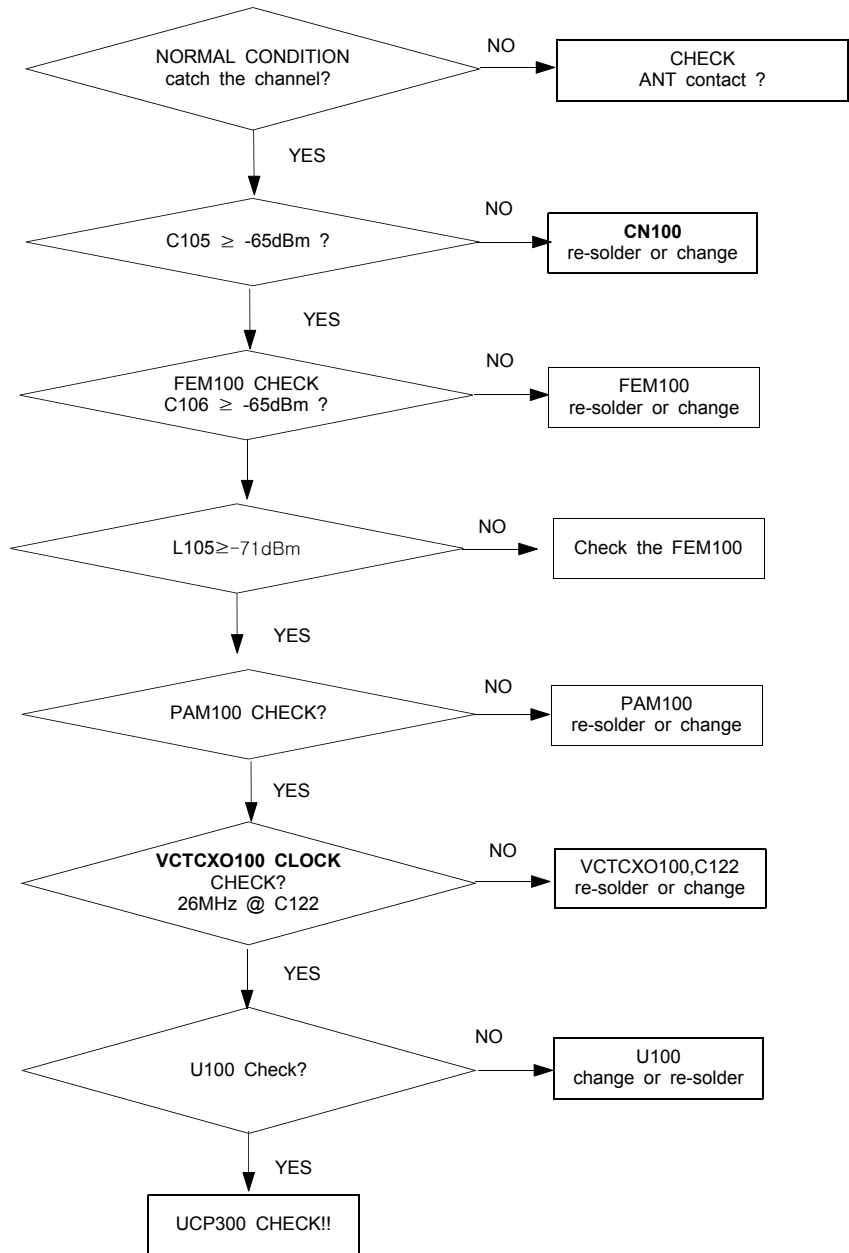 NORMAL CONDITION
catch the channel?
NO
CHECK
ANT contact ?
YES
C105 ≥ -65dBm ?
NO
CN100
re-solder or change
YES
FEM100 CHECK
C106 ≥ -65dBm ?
NO
FEM100
re-solder or change
L105≥-71dBm
NO
Check the FEM100
YES
PAM100 CHECK?
NO
PAM100
re-solder or change
YES
VCTCXO100 CLOCK
CHECK?
26MHz @ C122
NO
VCTCXO100,C122
re-solder or change
YES
U100 Check?
NO
U100
change or re-solder
YES
UCP300 CHECK!!